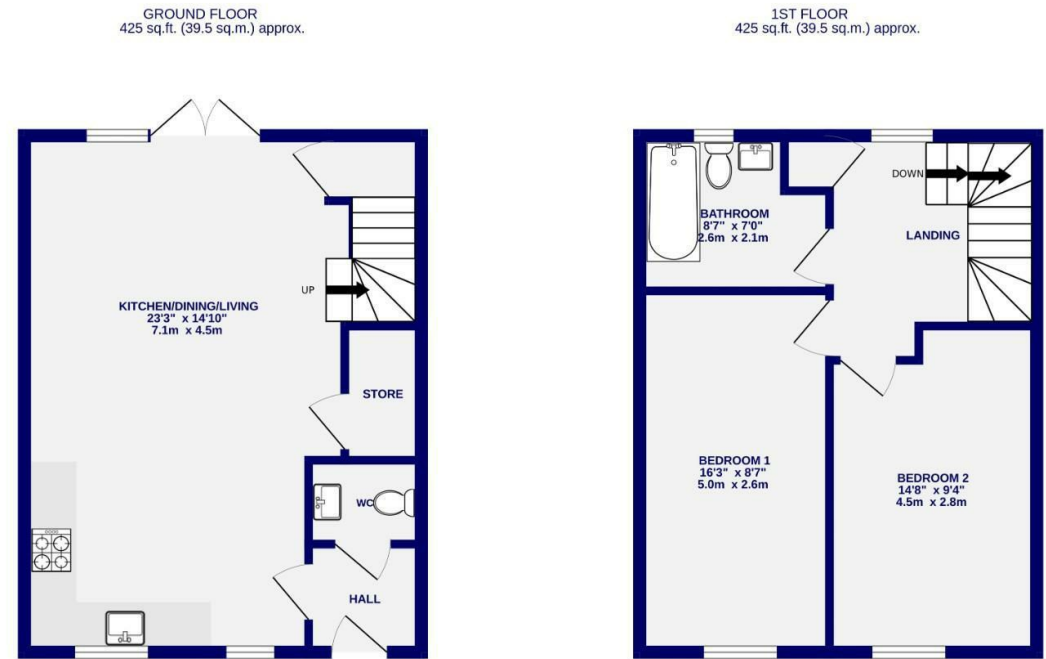 GROUND FLOOR
425 sq.ft. (39.5 sq.m.) approx.
KITCHEN/DINING/LIVING
23'3" x 14'10"
7.1m x 4.5m
UP
STORE
WC
HALL
1ST FLOOR
425 sq.ft. (39.5 sq.m.) approx.
BATHROOM
8'7" x 7'0"
2.6m x 2.1m
DOWN
LANDING
BEDROOM 1
16'3" x 8'7"
5.0m x 2.6m
BEDROOM 2
14'8" x 9'4"
4.5m x 2.8m